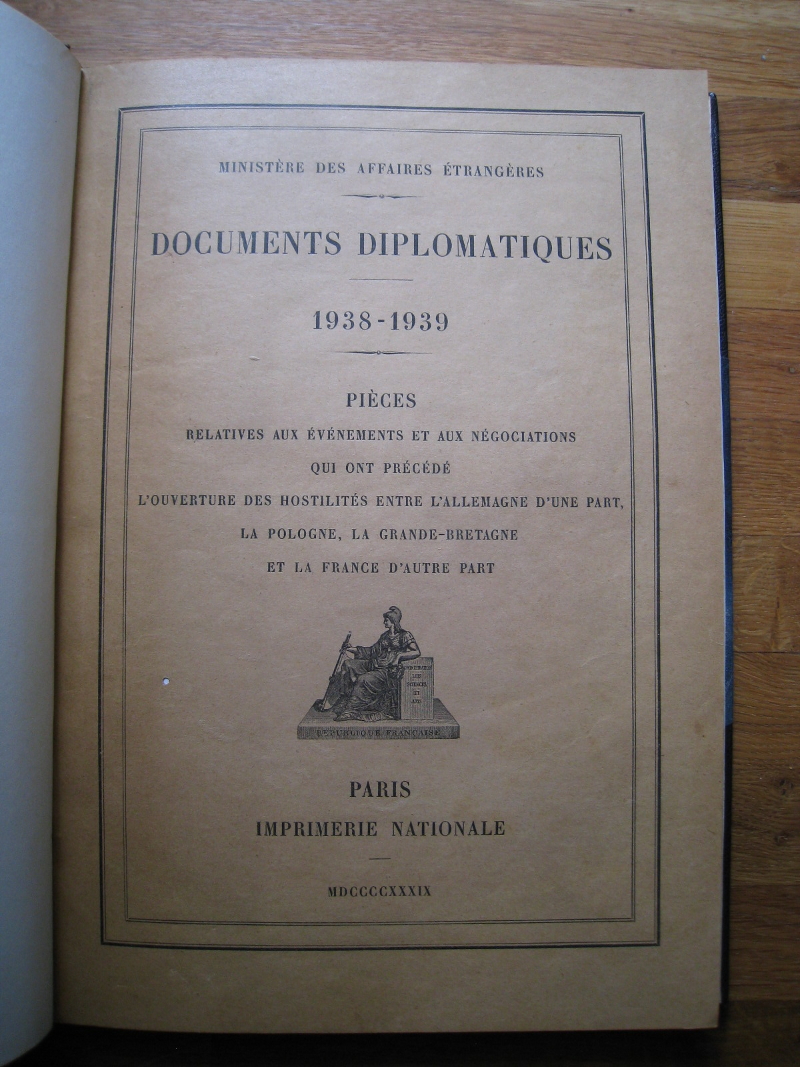 MINISTÈRE DES AFFAIRES ÉTRANGÈRES
DOCUMENTS DIPLOMATIQUES
1938-1939
PIÈCES
RELATIVES AUX ÉVÉNEMENTS ET AUX NÉGOCIATIONS
QUI ONT PRÉCÉDÉ
L'OUVERTURE DES HOSTILITÉS ENTRE L'ALLEMAGNE D'UNE PART,
LA POLOGNE, LA GRANDE-BRETAGNE
ET LA FRANCE D'AUTRE PART
RÉPUBLIQUE FRANÇAISE
PARIS
IMPRIMERIE NATIONALE
MDCCCCXXXIX